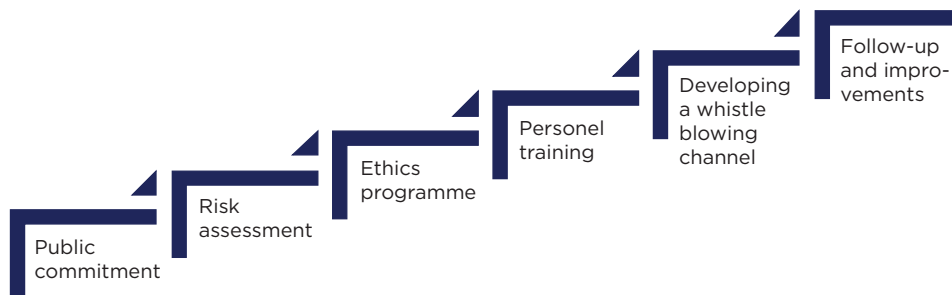 Public
commitment
Risk
assessment
Ethics
programme
Personel
training
Developing
a whistle
blowing
channel
Follow-up
and impro-
vements